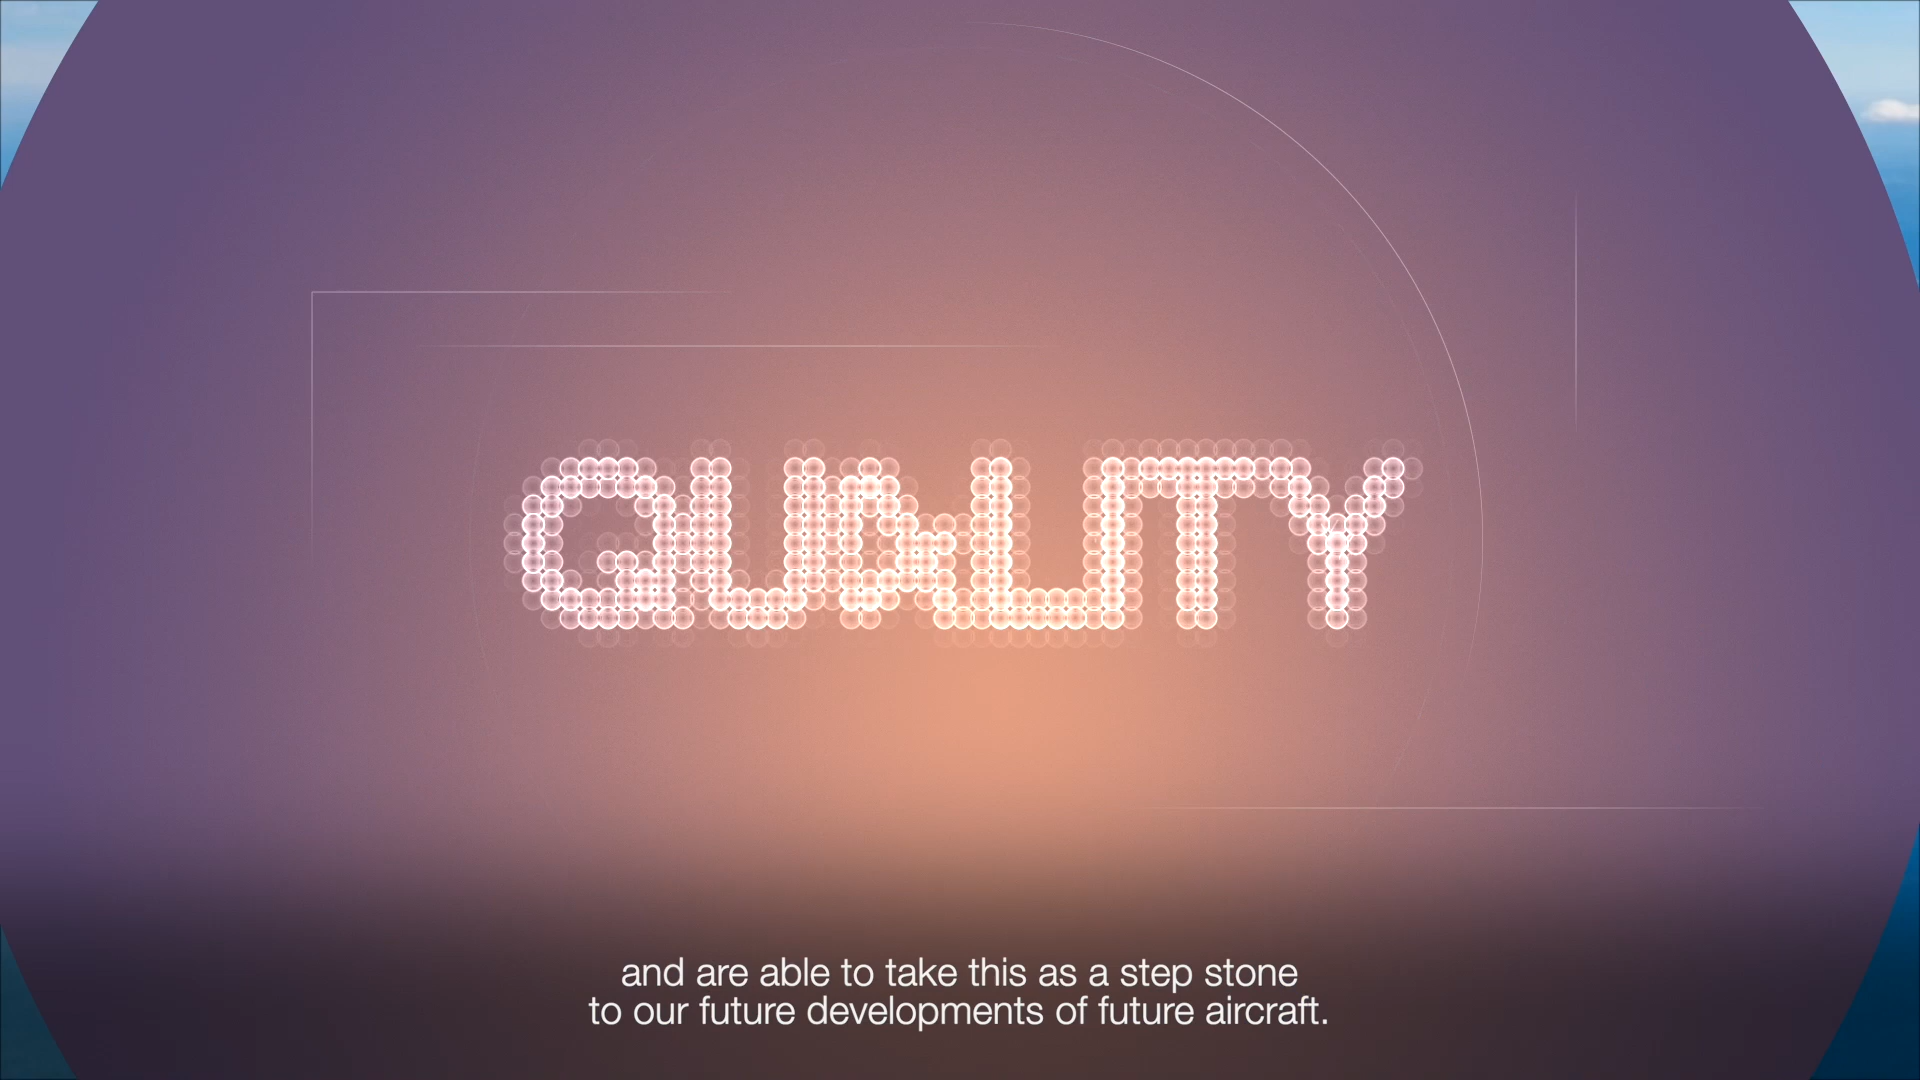 QUALITY
and are able to take this as a step stone
to our future developments of future aircraft.